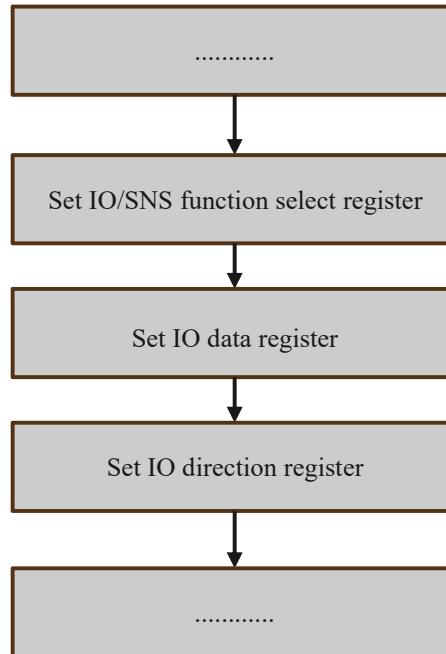 ............
Set IO/SNS function select register
Set IO data register
Set IO direction register
............